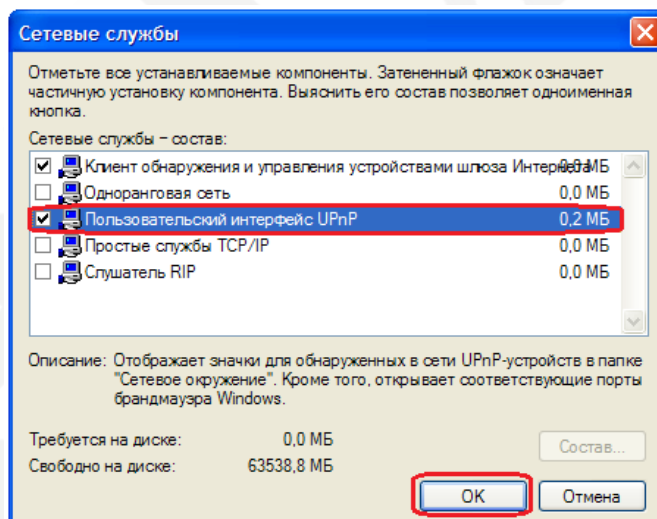 Сетевые службы
Отметьте все устанавливаемые компоненты. Затененный флажок означает
частичную установку компонента. Выяснить его состав позволяет одноименная
кнопка.
Сетевые службы – состав:
Клиент обнаружения и управления устройствами шлюза Интернета 0,0 МБ
Одноранговая сеть 0,0 МБ
Пользовательский интерфейс UPnP 0,2 МБ
Простые службы TCP/IP 0,0 МБ
Слушатель RIP 0,0 МБ
Описание: Отображает значки для обнаруженных в сети UPnP-устройств в папке
"Сетевое окружение". Кроме того, открывает соответствующие порты
брандмауэра Windows.
Требуется на диске: 0,0 МБ
Свободно на диске: 63538,8 МБ
Состав...
OK Отмена